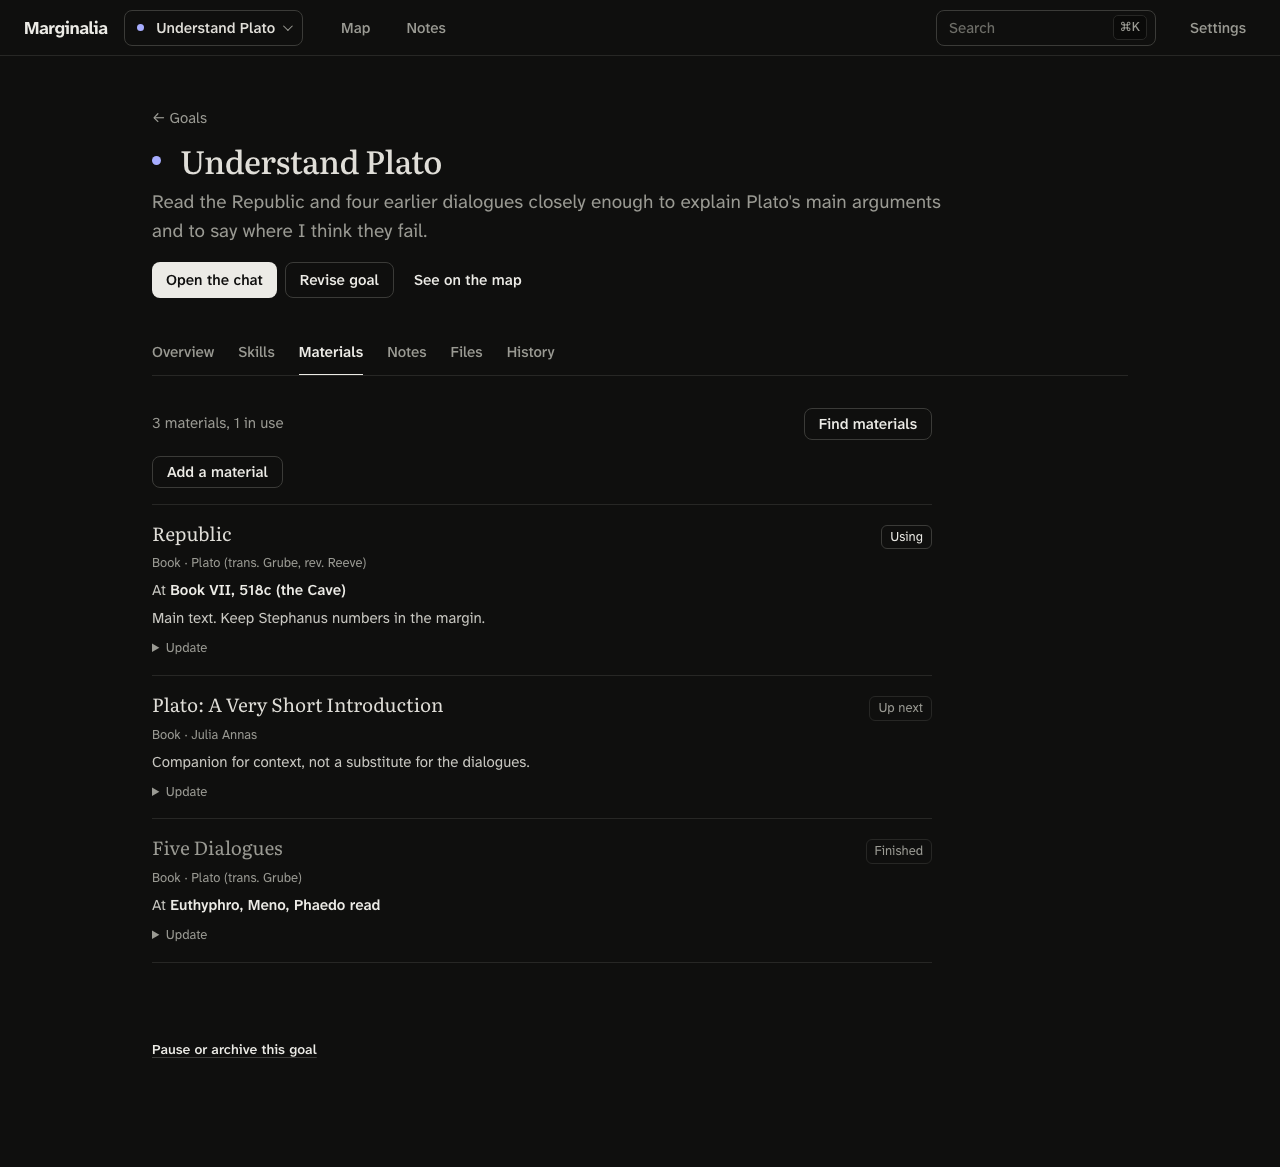 Marginalia
Understand Plato
Map
Notes
Search
⌘K
Settings
← Goals
Understand Plato
Read the Republic and four earlier dialogues closely enough to explain Plato's main arguments
and to say where I think they fail.
Open the chat
Revise goal
See on the map
Overview
Skills
Materials
Notes
Files
History
3 materials, 1 in use
Find materials
Add a material
Republic
Using
Book · Plato (trans. Grube, rev. Reeve)
At Book VII, 518c (the Cave)
Main text. Keep Stephanus numbers in the margin.
Update
Plato: A Very Short Introduction
Up next
Book · Julia Annas
Companion for context, not a substitute for the dialogues.
Update
Five Dialogues
Finished
Book · Plato (trans. Grube)
At Euthyphro, Meno, Phaedo read
Update
Pause or archive this goal